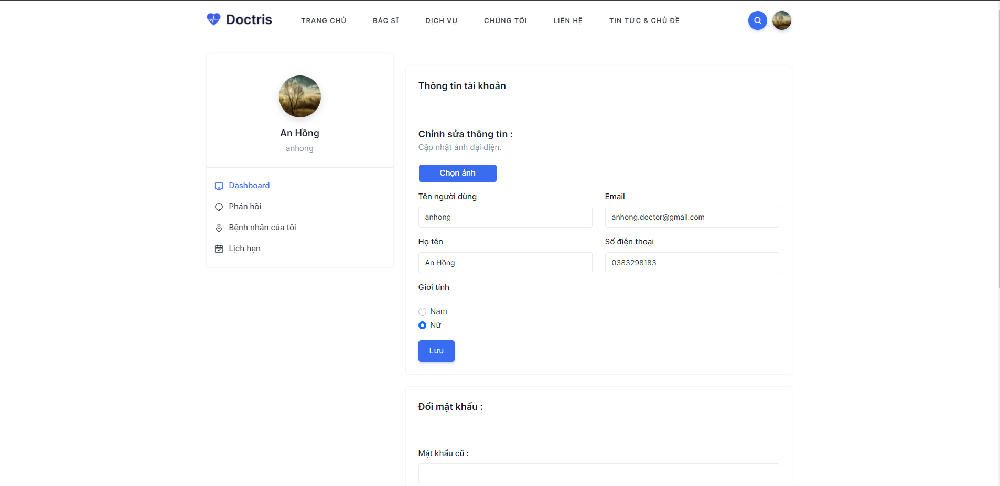 Doctris
TRANG CHỦ
BÁC SĨ
DỊCH VỤ
CHÚNG TÔI
LIÊN HỆ
TIN TỨC & CHỦ ĐỀ
An Hồng
anhong
Dashboard
Phản hồi
Bệnh nhân của tôi
Lịch hẹn
Thông tin tài khoản
Chỉnh sửa thông tin :
Cập nhật ảnh đại diện.
Chọn ảnh
Tên người dùng
anhong
Email
anhong.doctor@gmail.com
Họ tên
An Hồng
Số điện thoại
0383298183
Giới tính
Nam
Nữ
Lưu
Đổi mật khẩu :
Mật khẩu cũ :